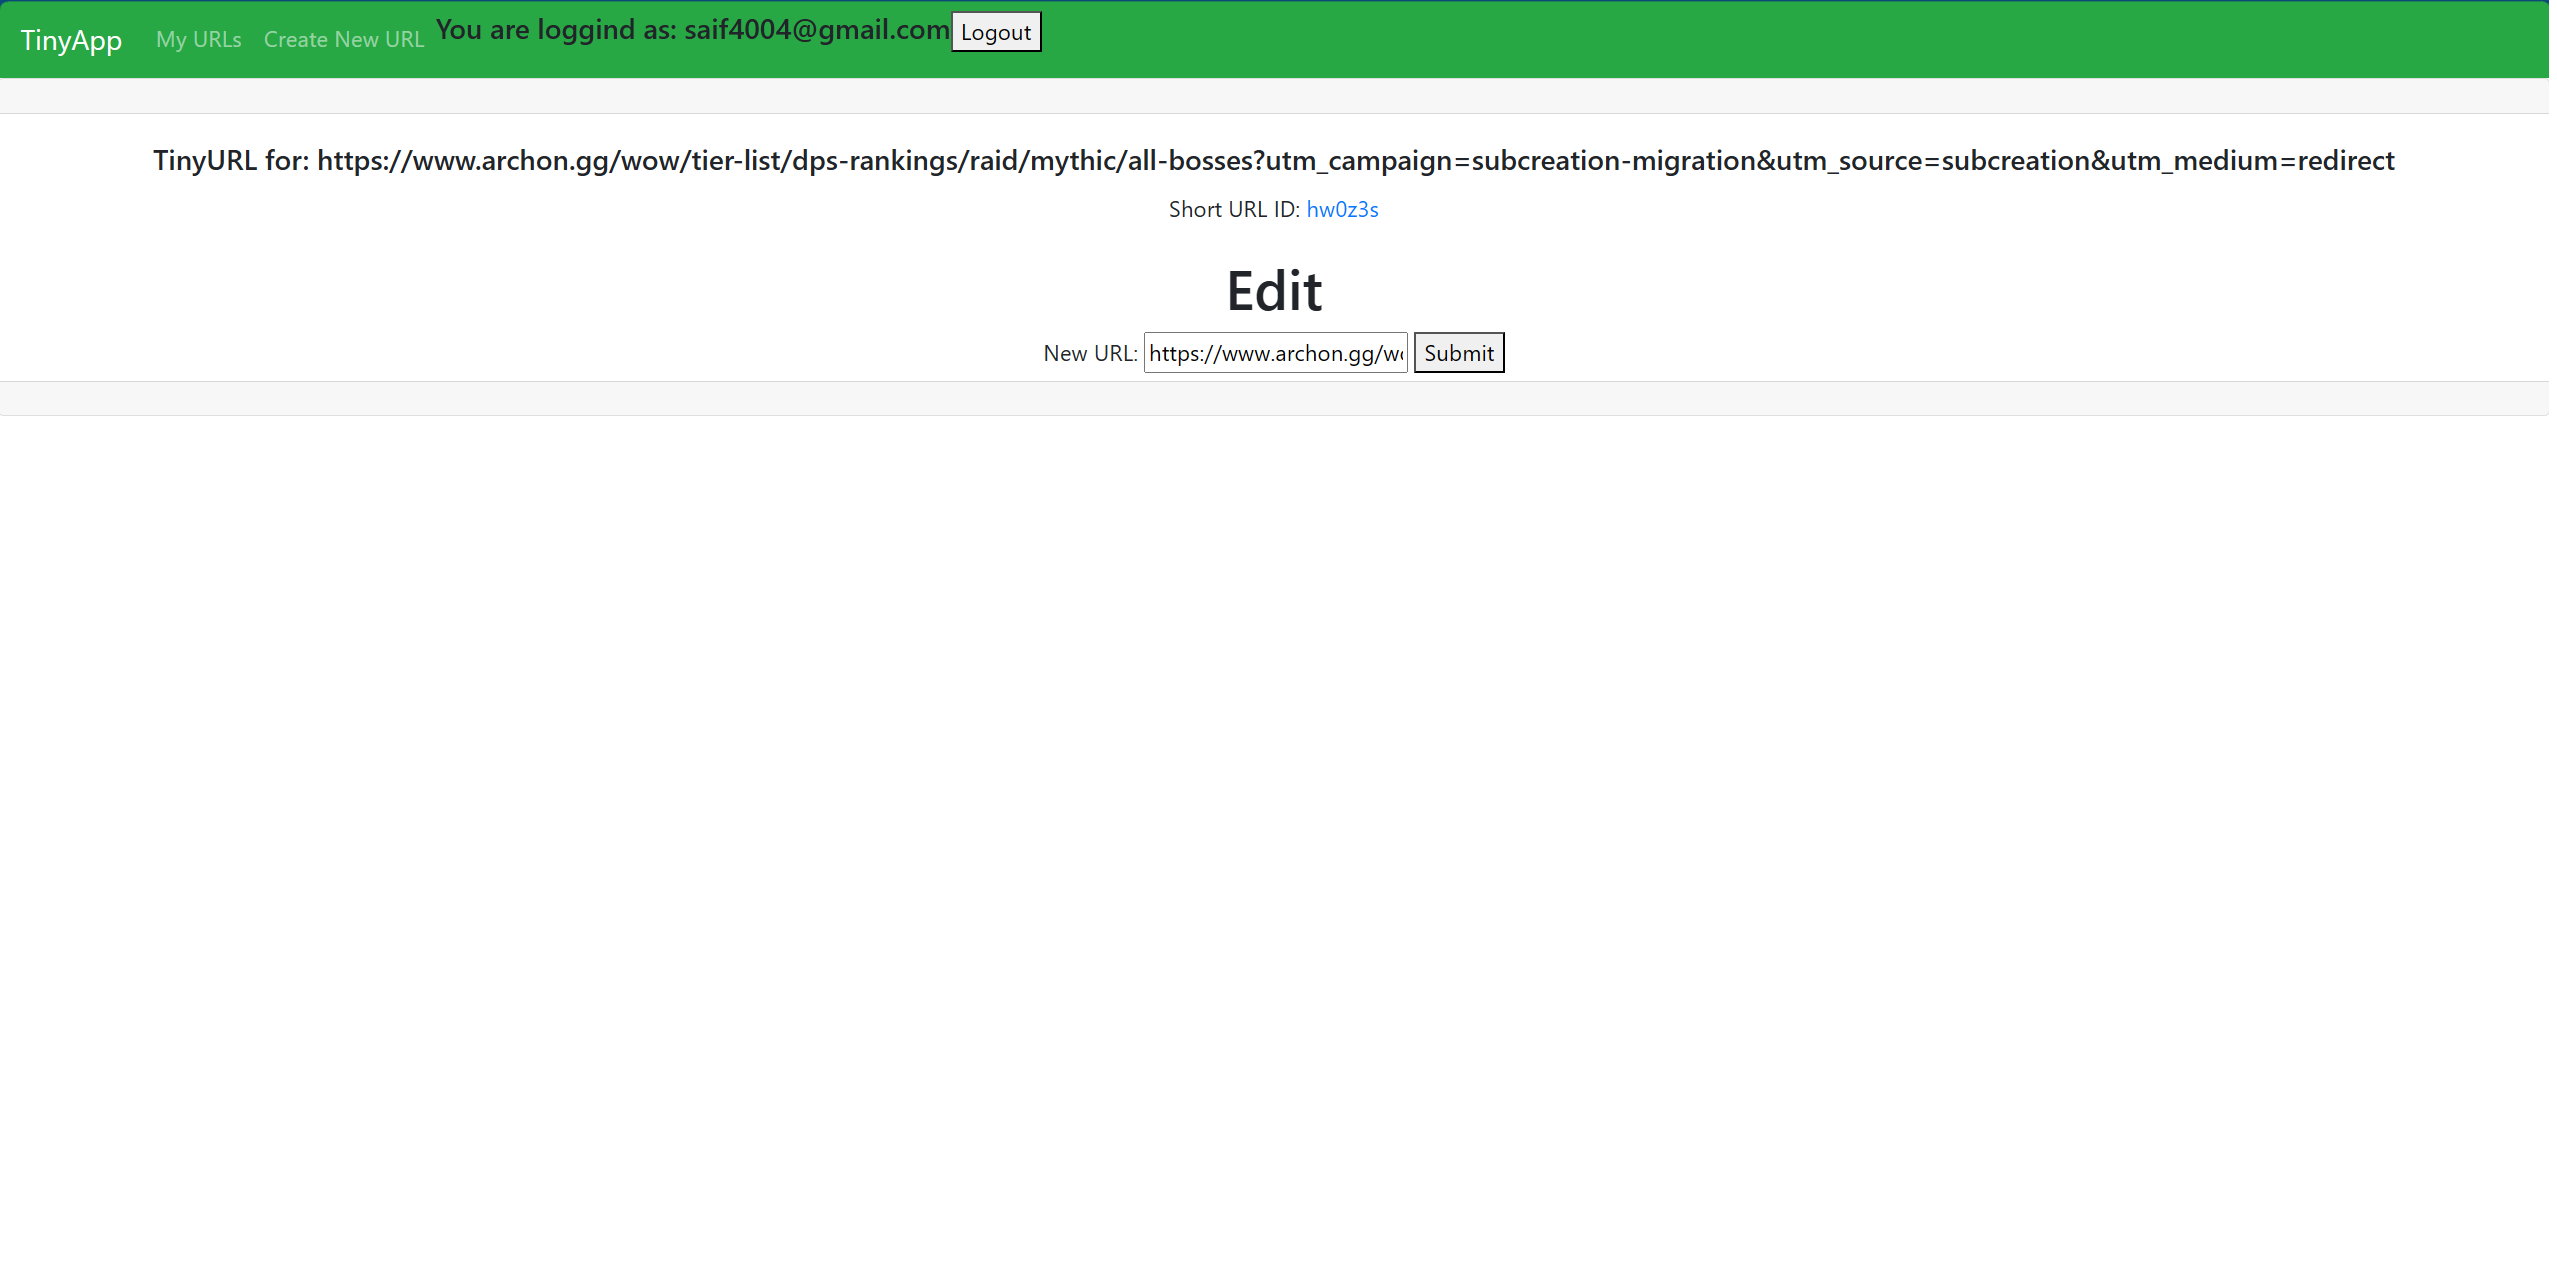 TinyApp My URLs Create New URL You are loggind as: saif4004@gmail.com Logout
TinyURL for: https://www.archon.gg/wow/tier-list/dps-rankings/raid/mythic/all-bosses?utm_campaign=subcreation-migration&utm_source=subcreation&utm_medium=redirect
Short URL ID: hw0z3s
Edit
New URL: https://www.archon.gg/wo Submit